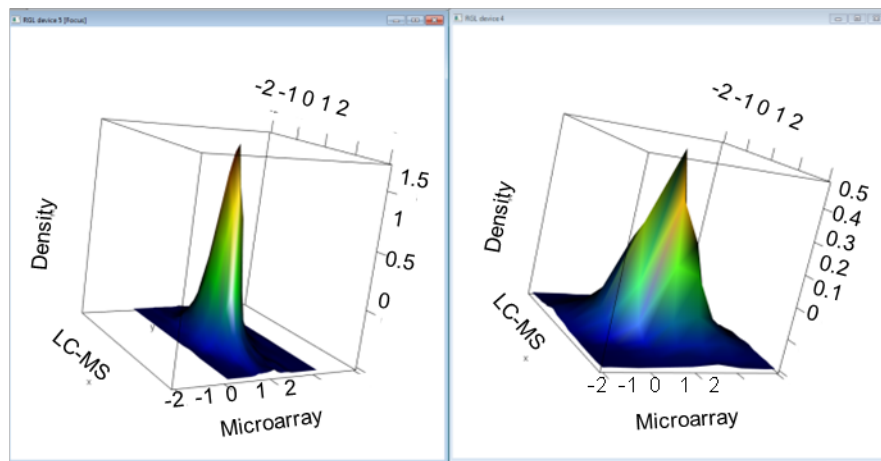 RGL device 5 [Focus]
-2 -1 0 1 2
1.5
1
0.5
0
Density
LC-MS
x
y
-2 -1 0 1 2
Microarray
RGL device 4
-2 -1 0 1 2
0.5
0.4
0.3
0.2
0.1
0
Density
LC-MS
x
-2 -1 0 1 2
Microarray